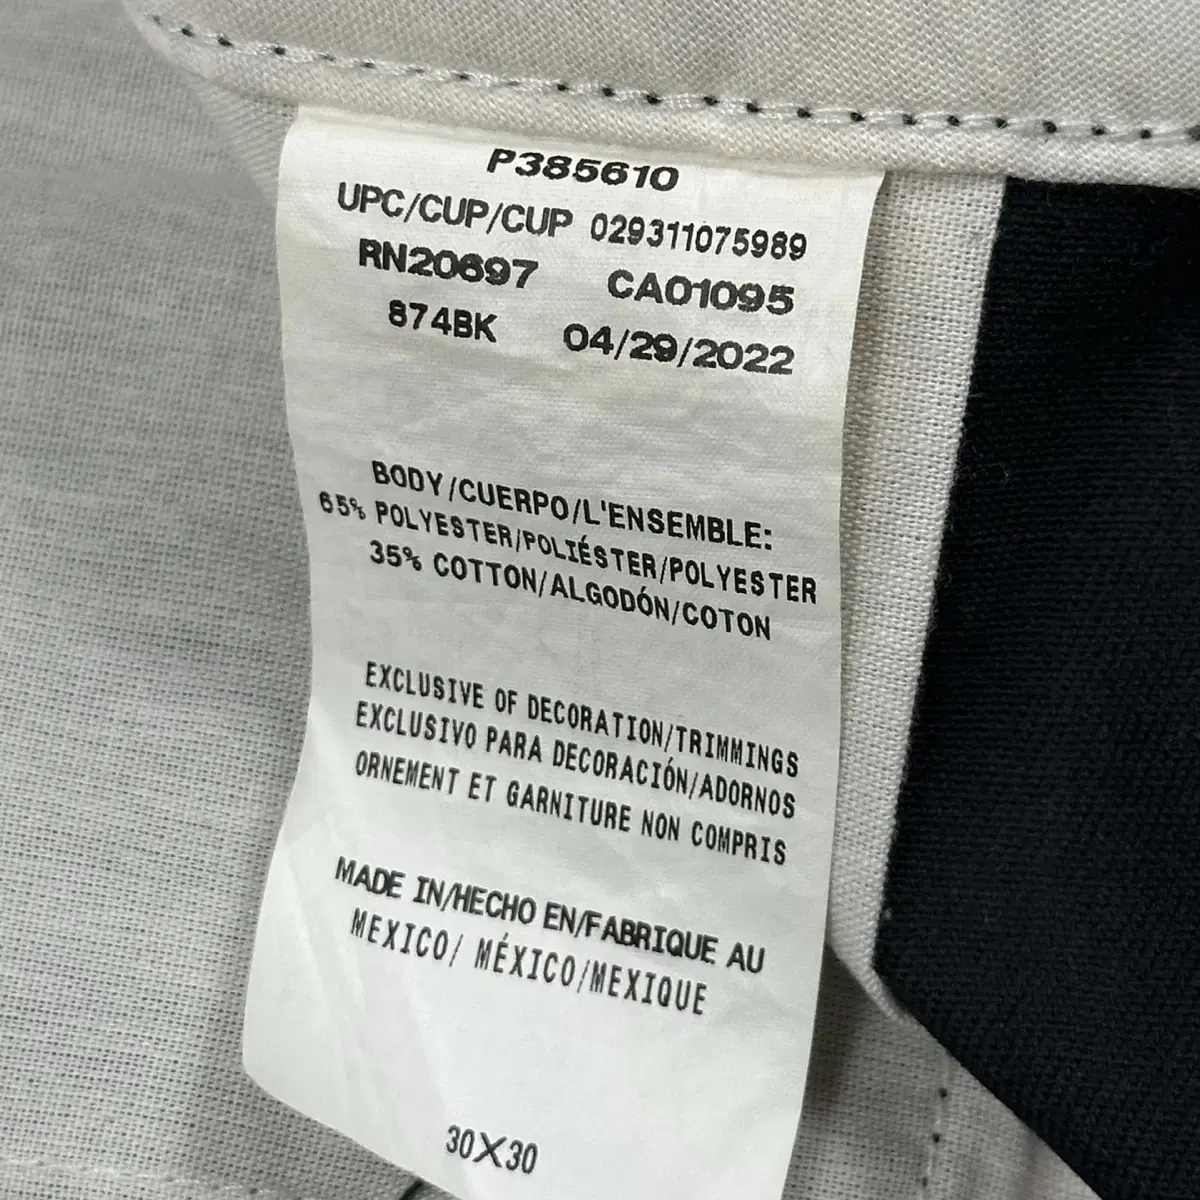 P385610
UPC/CUP/CUP 029311075989
RN20697 CA01095
874BK 04/29/2022
BODY/CUERPO/L'ENSEMBLE:
65% POLYESTER/POLIÉSTER/POLYESTER
35% COTTON/ALGODÓN/COTON
EXCLUSIVE OF DECORATION/TRIMMINGS
EXCLUSIVO PARA DECORACIÓN/ADORNOS
ORNEMENT ET GARNITURE NON COMPRIS
MADE IN/HECHO EN/FABRIQUE AU
MEXICO/ MÉXICO/MEXIQUE
30X30